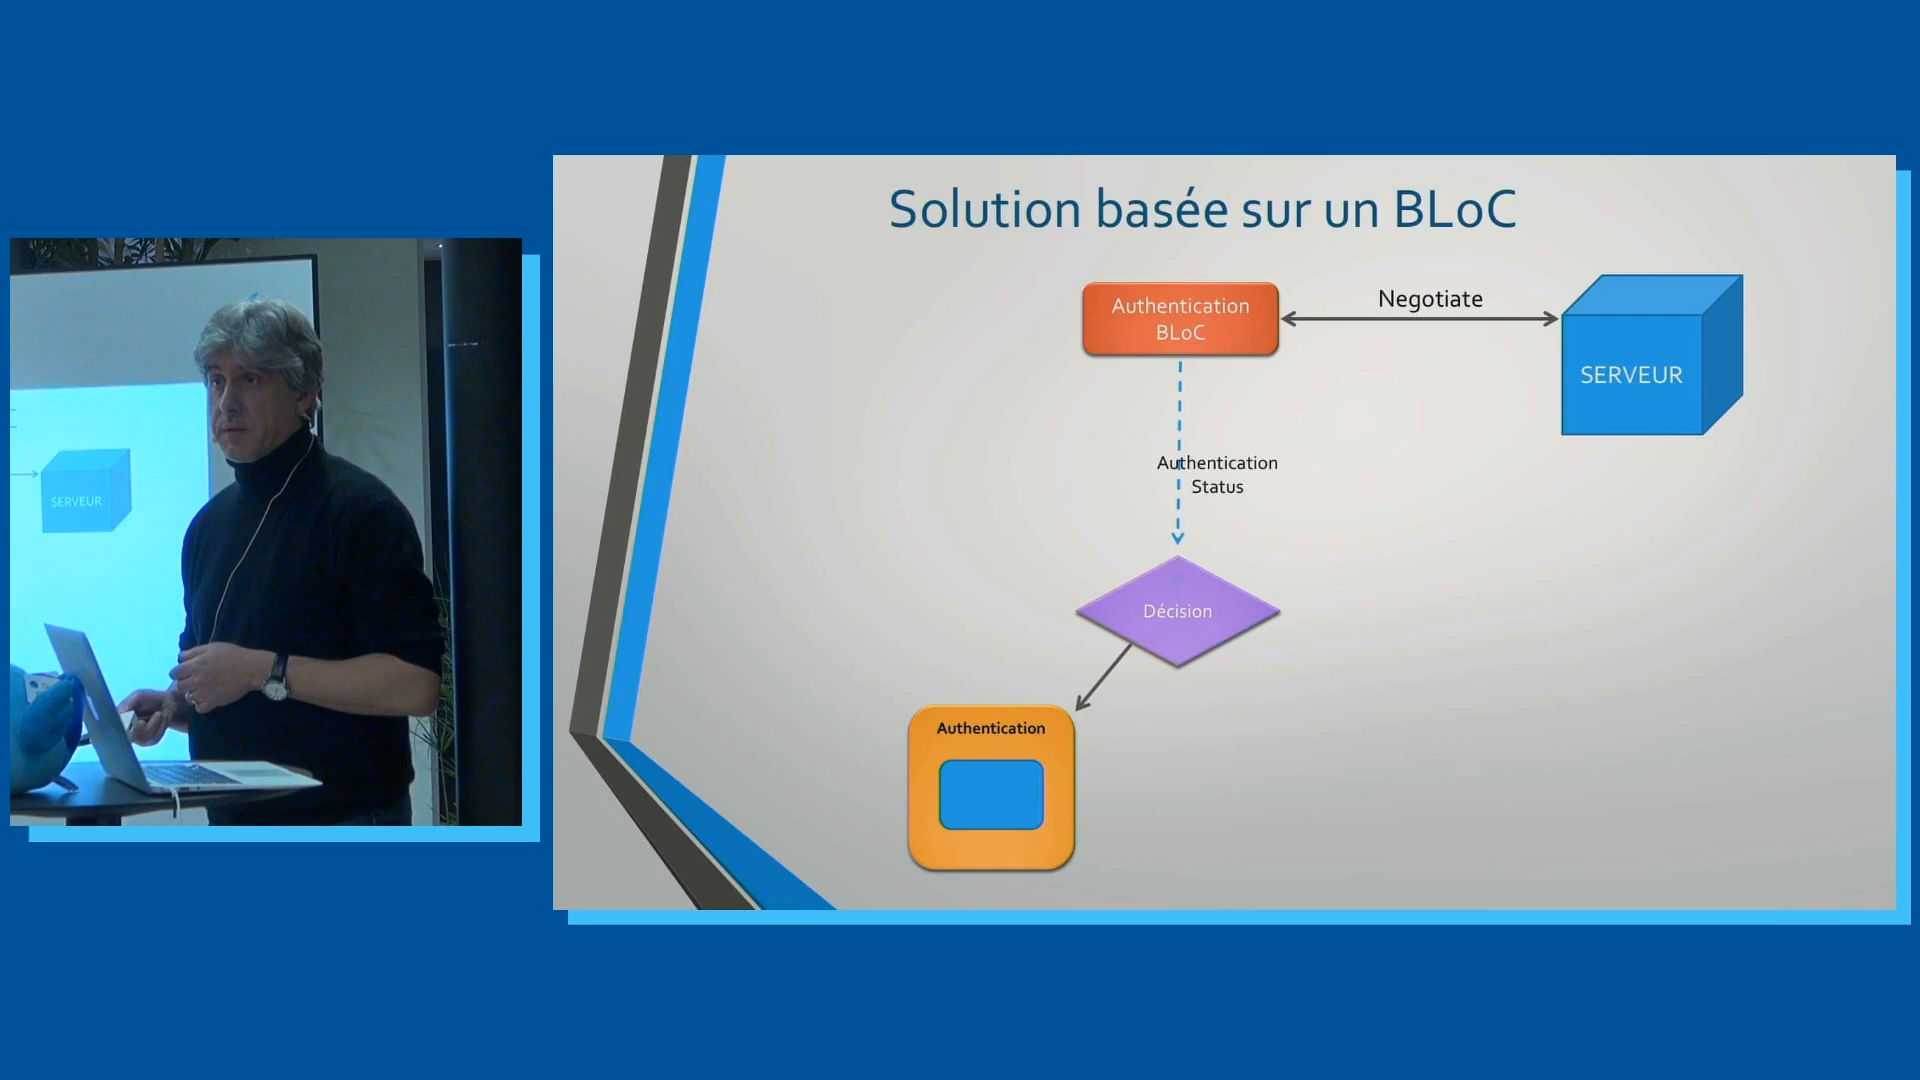 Solution basée sur un BLoC
Authentication
BLoC
Negotiate
SERVEUR
Authentication
Status
Décision
Authentication
SERVEUR